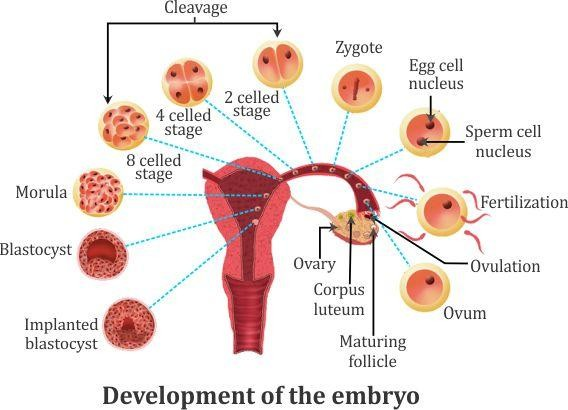 Cleavage
Zygote
Egg cell
nucleus
2 celled
stage
4 celled
stage
Sperm cell
nucleus
8 celled
stage
Morula
Fertilization
Blastocyst
Ovary
Ovulation
Corpus
luteum
Ovum
Implanted
blastocyst
Maturing
follicle
Development of the embryo